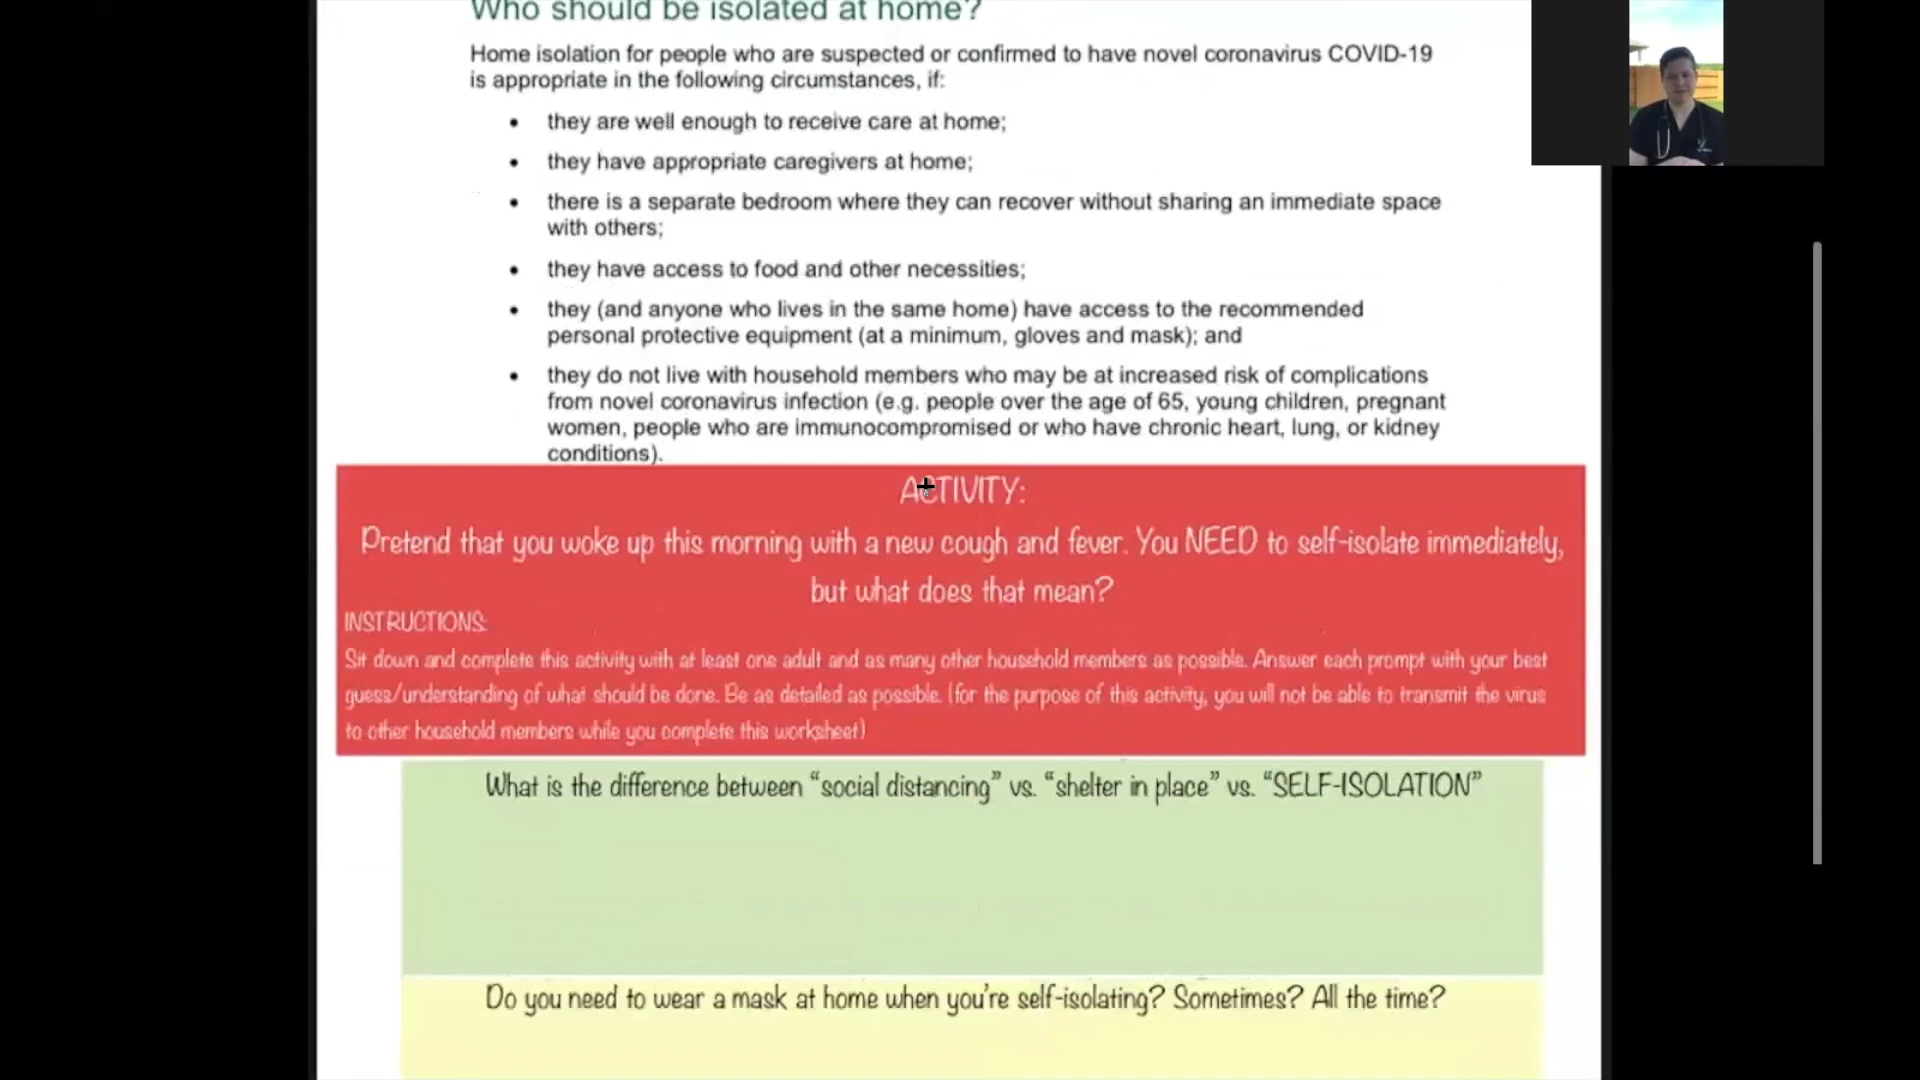 Who should be isolated at home?
Home isolation for people who are suspected or confirmed to have novel coronavirus COVID-19
is appropriate in the following circumstances, if:
• they are well enough to receive care at home;
• they have appropriate caregivers at home;
• there is a separate bedroom where they can recover without sharing an immediate space
with others;
• they have access to food and other necessities;
• they (and anyone who lives in the same home) have access to the recommended
personal protective equipment (at a minimum, gloves and mask); and
• they do not live with household members who may be at increased risk of complications
from novel coronavirus infection (e.g. people over the age of 65, young children, pregnant
women, people who are immunocompromised or who have chronic heart, lung, or kidney
conditions).
ACTIVITY:
Pretend that you woke up this morning with a new cough and fever. You NEED to self-isolate immediately,
but what does that mean?
INSTRUCTIONS:
Sit down and complete this activity with at least one adult and as many other household members as possible. Answer each prompt with your best
guess/understanding of what should be done. Be as detailed as possible. (for the purpose of this activity, you will not be able to transmit the virus
to other household members while you complete this worksheet)
What is the difference between “social distancing” vs. “shelter in place” vs. “SELF-ISOLATION”
Do you need to wear a mask at home when you're self-isolating? Sometimes? All the time?